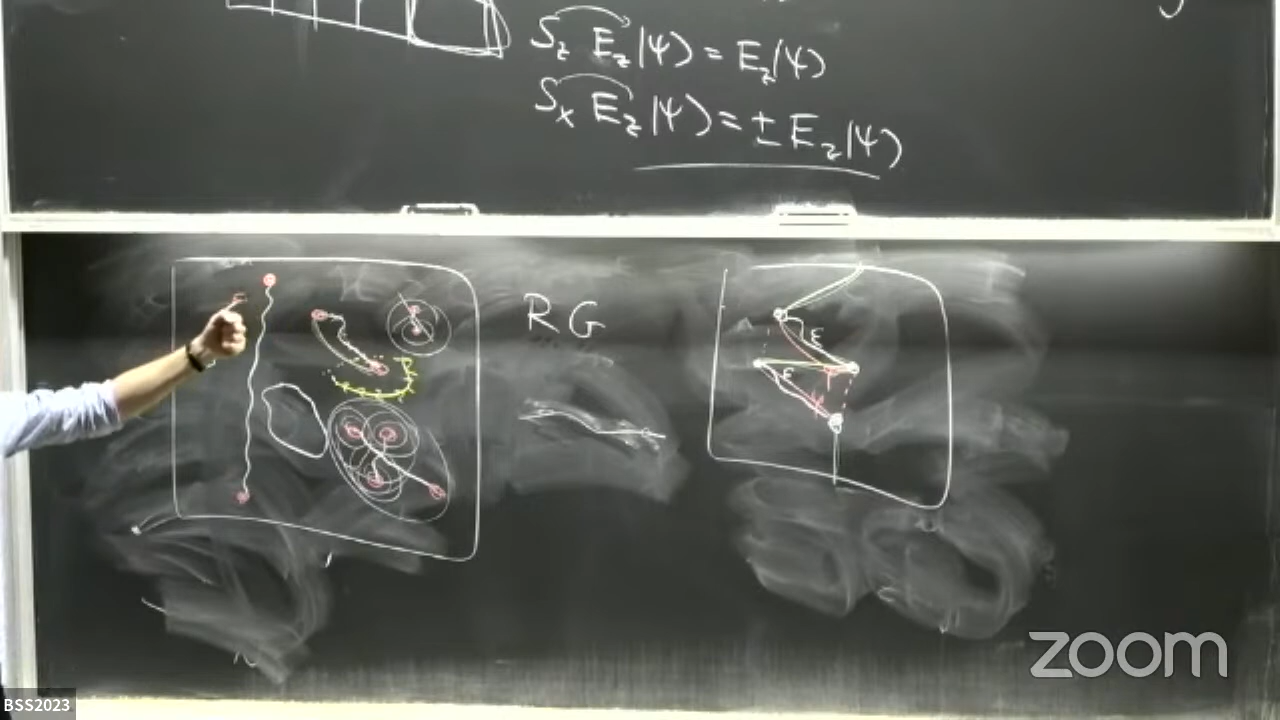 S_z E_z|ψ) = E_z|ψ)
S_x E_z|ψ) = ± E_z|ψ)
RG
ε
ε
zoom
BSS2023